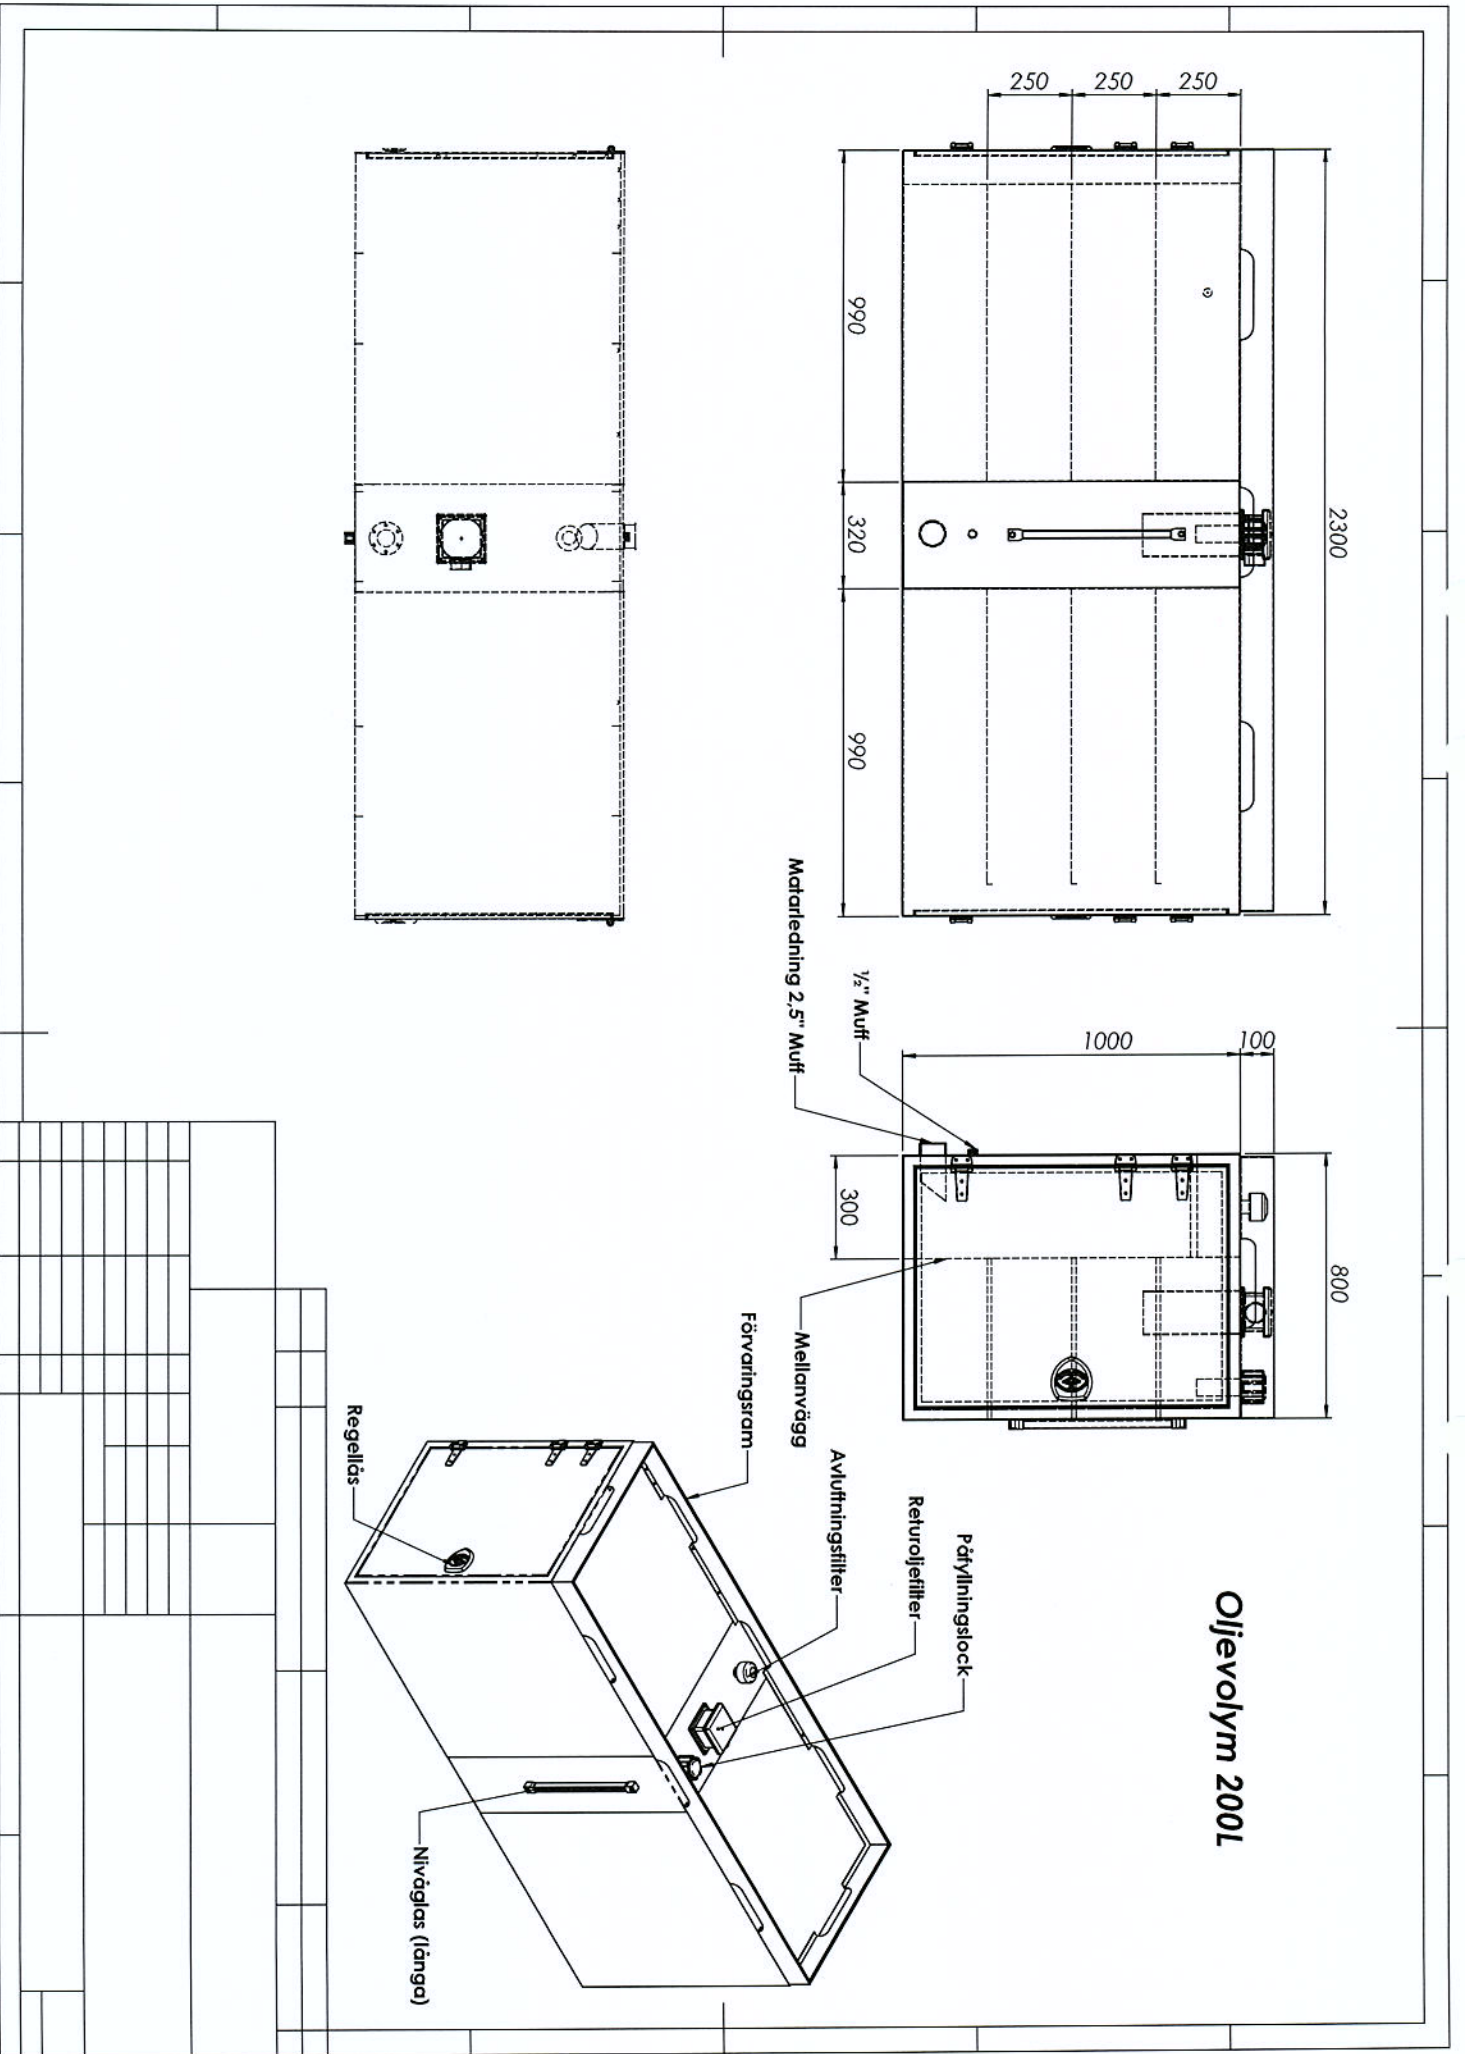 Oljevolym 200L
2300
250
250
250
990
320
990
800
100
1000
300
½" Muff
Matarledning 2,5" Muff
Mellanvägg
Förvaringsram
Påfyllningslock
Returoljefilter
Avluftningsfilter
Regellås
Nivåglas (långa)